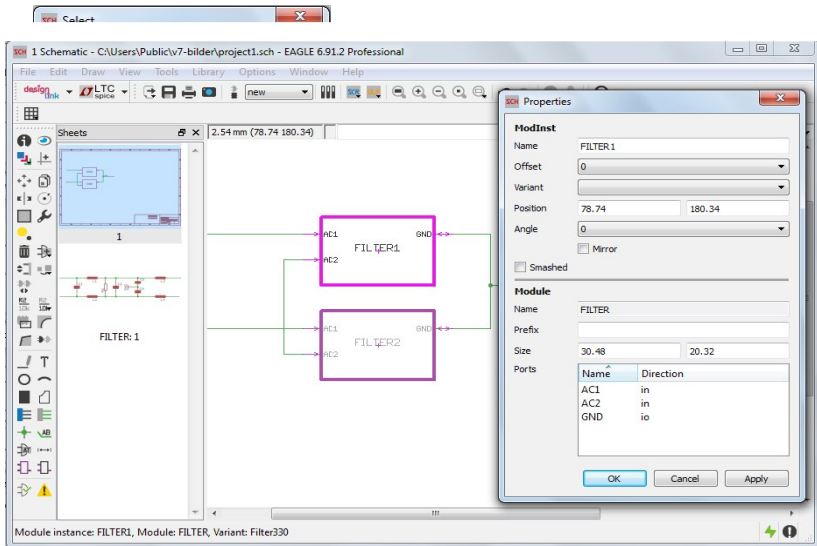 SCH Select
SCH 1 Schematic - C:\Users\Public\v7-bilder\project1.sch - EAGLE 6.91.2 Professional
File Edit Draw View Tools Library Options Window Help
design link LTC spice new
Sheets
2.54 mm (78.74 180.34)
1
FILTER: 1
AC1 GND
FILTER1
AC2
AC1 GND
FILTER2
AC2
SCH Properties
ModInst
Name FILTER1
Offset 0
Variant
Position 78.74 180.34
Angle 0
Mirror
Smashed
Module
Name FILTER
Prefix
Size 30.48 20.32
Ports Name Direction
AC1 in
AC2 in
GND io
OK Cancel Apply
Module instance: FILTER1, Module: FILTER, Variant: Filter330